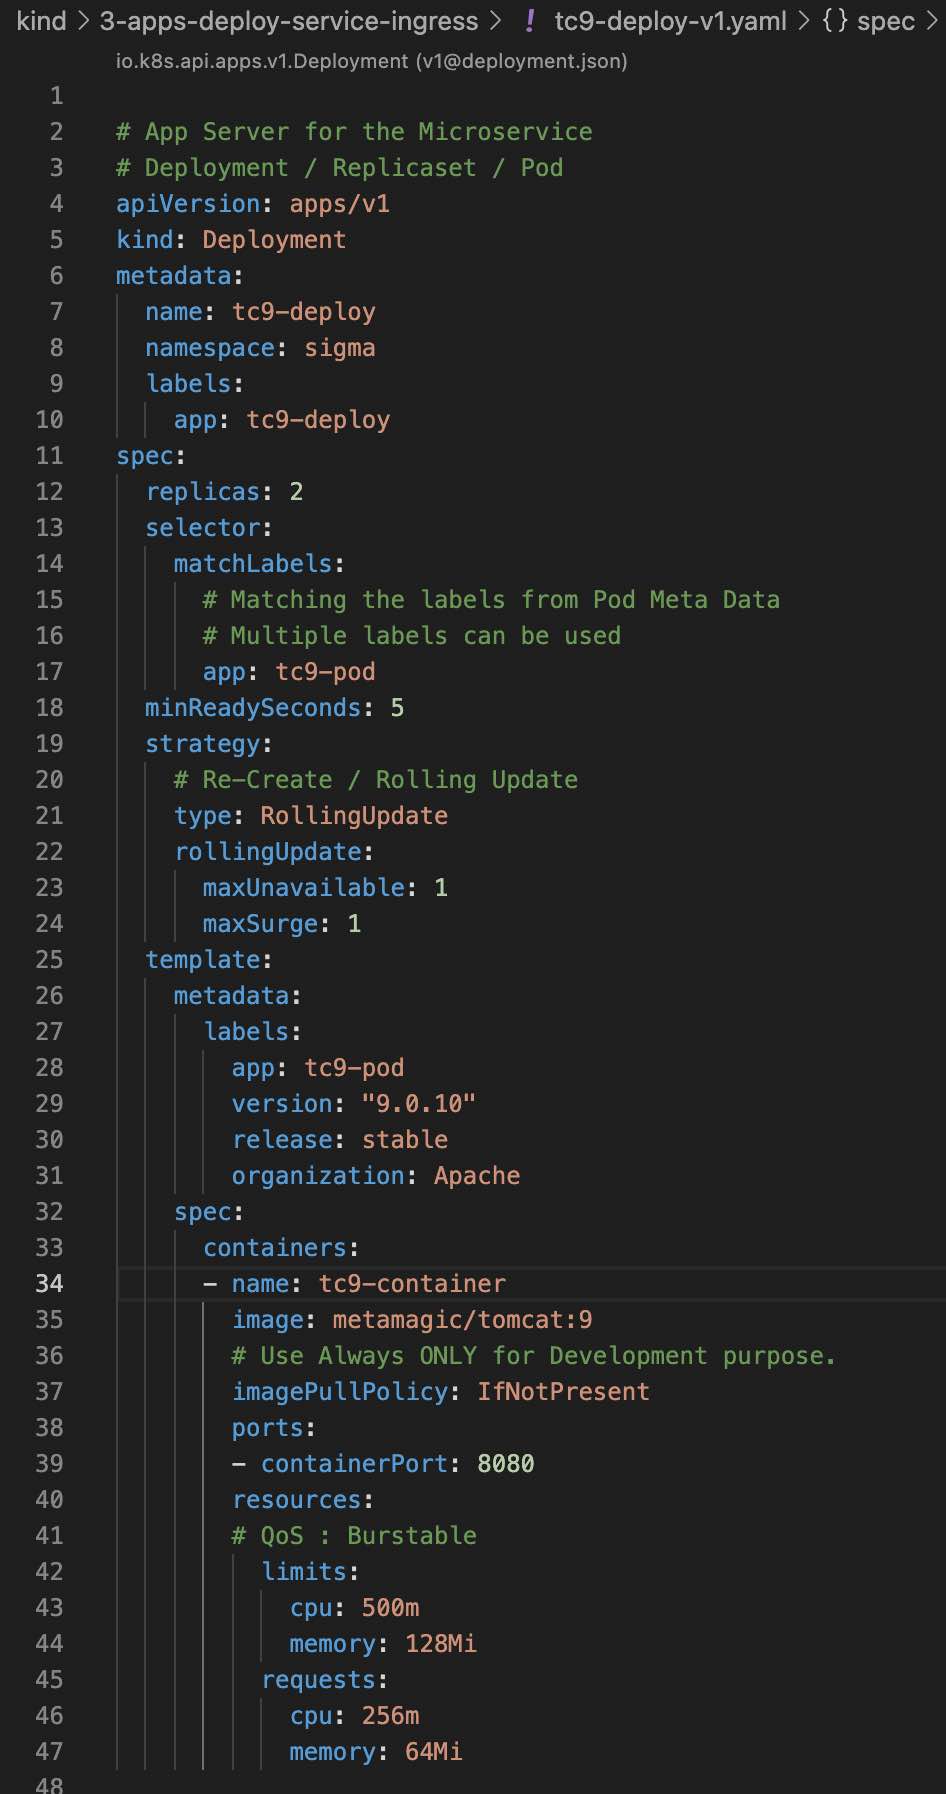 kind > 3-apps-deploy-service-ingress > ! tc9-deploy-v1.yaml > {} spec >
io.k8s.api.apps.v1.Deployment (v1@deployment.json)
1
2 # App Server for the Microservice
3 # Deployment / Replicaset / Pod
4 apiVersion: apps/v1
5 kind: Deployment
6 metadata:
7   name: tc9-deploy
8   namespace: sigma
9   labels:
10     app: tc9-deploy
11 spec:
12   replicas: 2
13   selector:
14     matchLabels:
15       # Matching the labels from Pod Meta Data
16       # Multiple labels can be used
17       app: tc9-pod
18   minReadySeconds: 5
19   strategy:
20     # Re-Create / Rolling Update
21     type: RollingUpdate
22     rollingUpdate:
23       maxUnavailable: 1
24       maxSurge: 1
25   template:
26     metadata:
27       labels:
28         app: tc9-pod
29         version: "9.0.10"
30         release: stable
31         organization: Apache
32     spec:
33       containers:
34       - name: tc9-container
35         image: metamagic/tomcat:9
36         # Use Always ONLY for Development purpose.
37         imagePullPolicy: IfNotPresent
38         ports:
39         - containerPort: 8080
40         resources:
41         # QoS : Burstable
42           limits:
43             cpu: 500m
44             memory: 128Mi
45           requests:
46             cpu: 256m
47             memory: 64Mi
48